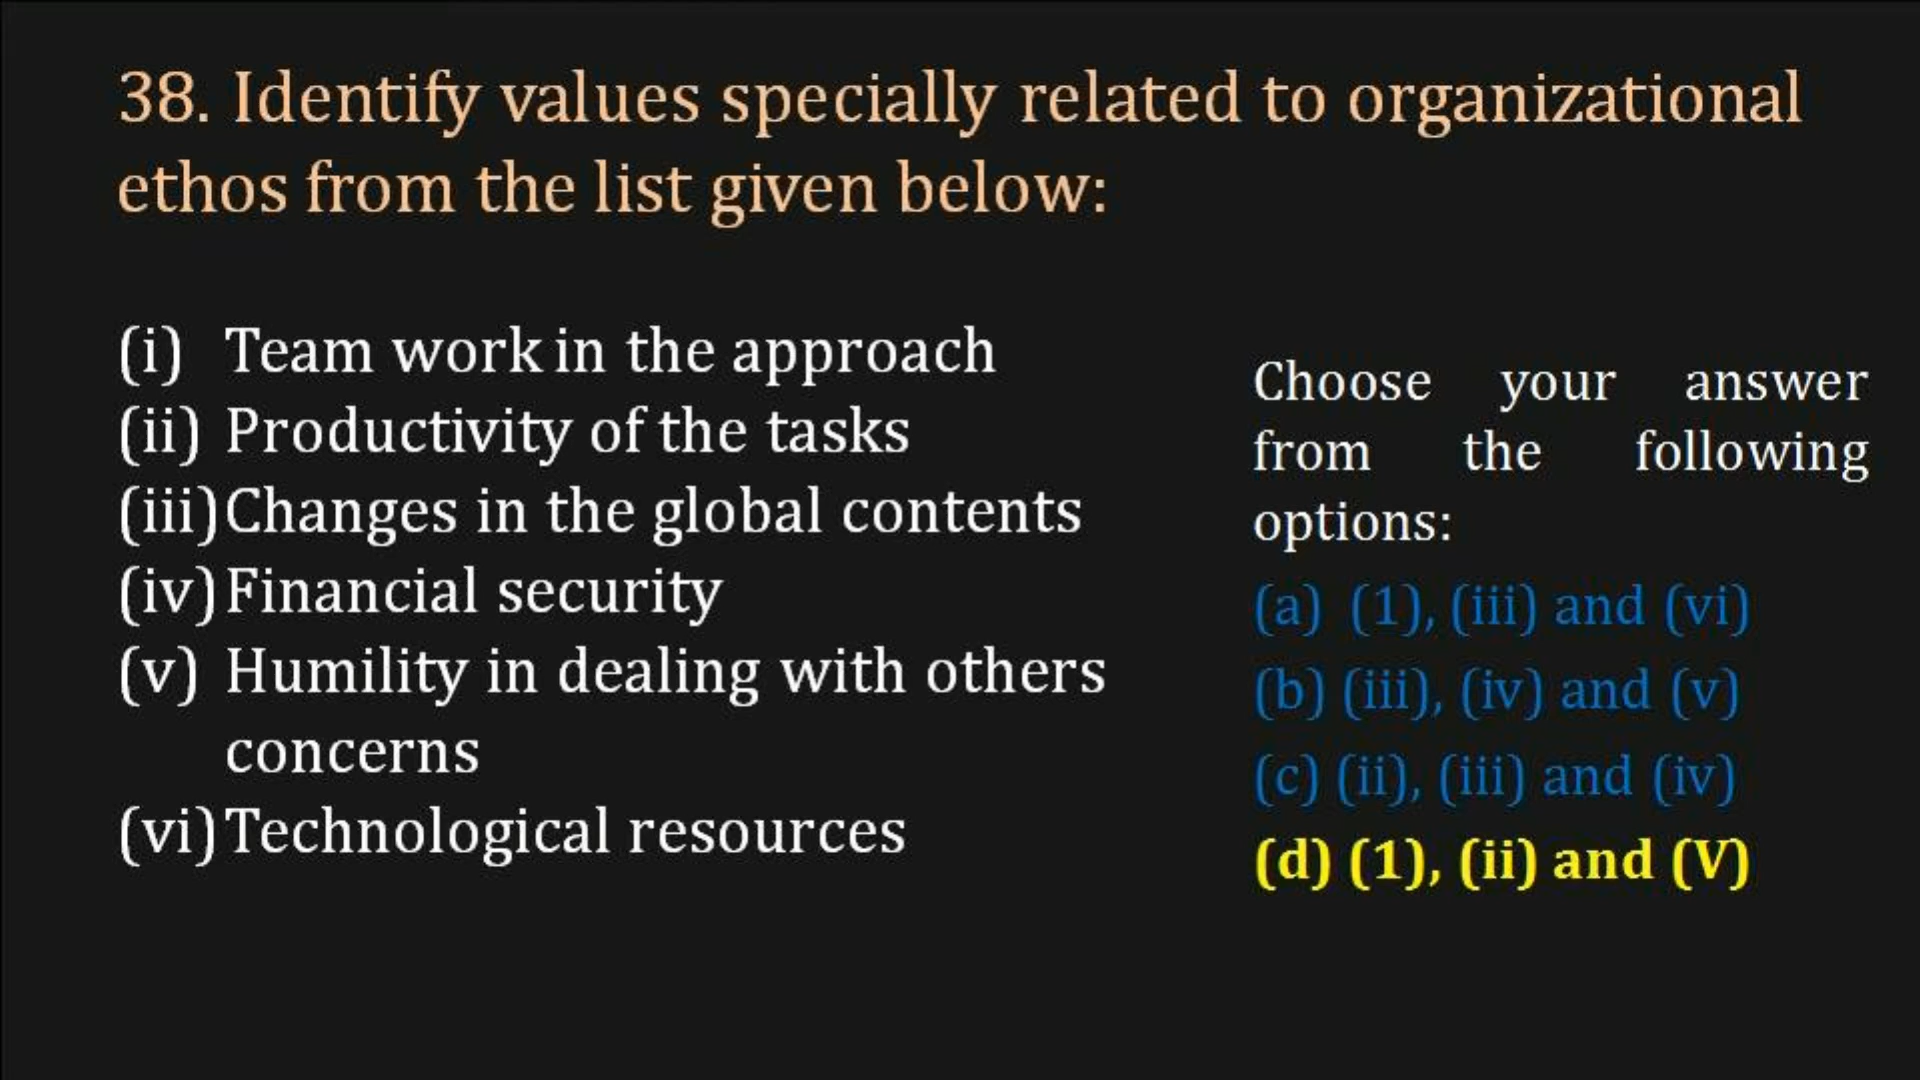 38. Identify values specially related to organizational
ethos from the list given below:
(i) Team work in the approach
(ii) Productivity of the tasks
(iii) Changes in the global contents
(iv) Financial security
(v) Humility in dealing with others
concerns
(vi) Technological resources
Choose your answer
from the following
options:
(a) (1), (iii) and (vi)
(b) (iii), (iv) and (v)
(c) (ii), (iii) and (iv)
(d) (1), (ii) and (V)